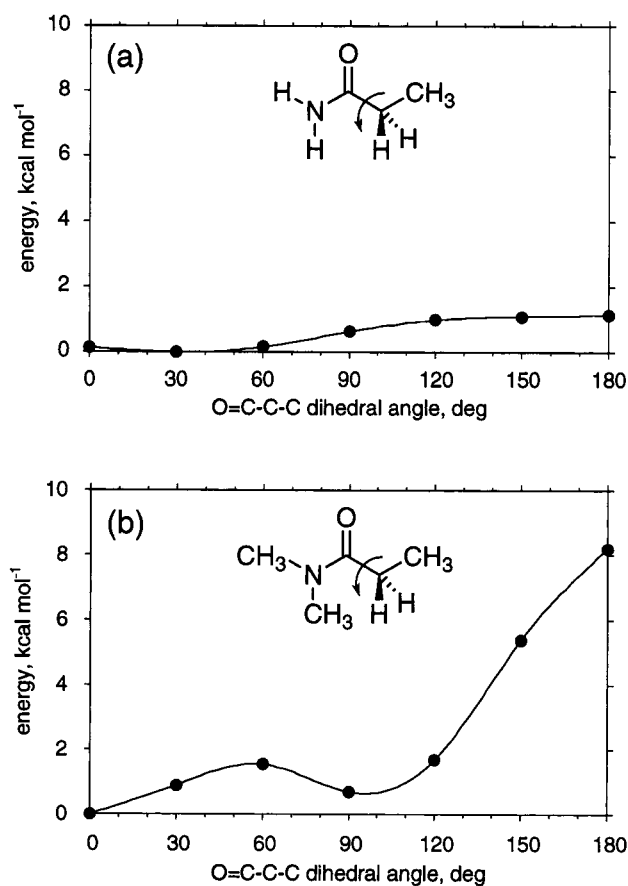 (a)
O
H
N
CH₃
H
H
H
energy, kcal mol⁻¹
10
8
6
4
2
0
0 30 60 90 120 150 180
O=C-C-C dihedral angle, deg
(b)
O
CH₃
N
CH₃
CH₃
H
H
energy, kcal mol⁻¹
10
8
6
4
2
0
0 30 60 90 120 150 180
O=C-C-C dihedral angle, deg